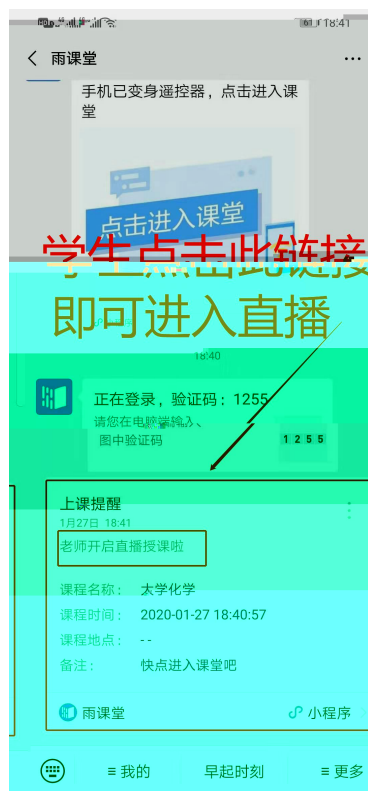 18:41
雨课堂
手机已变身遥控器，点击进入课
堂
点击进入课堂
学生点击此链接
即可进入直播
18:40
正在登录，验证码：1255
请您在电脑端输入
图中验证码
1255
上课提醒
1月27日 18:41
老师开启直播授课啦
课程名称： 太学化学
课程时间： 2020-01-27 18:40:57
课程地点： - -
备注： 快点进入课堂吧
雨课堂
小程序
我的
早起时刻
更多